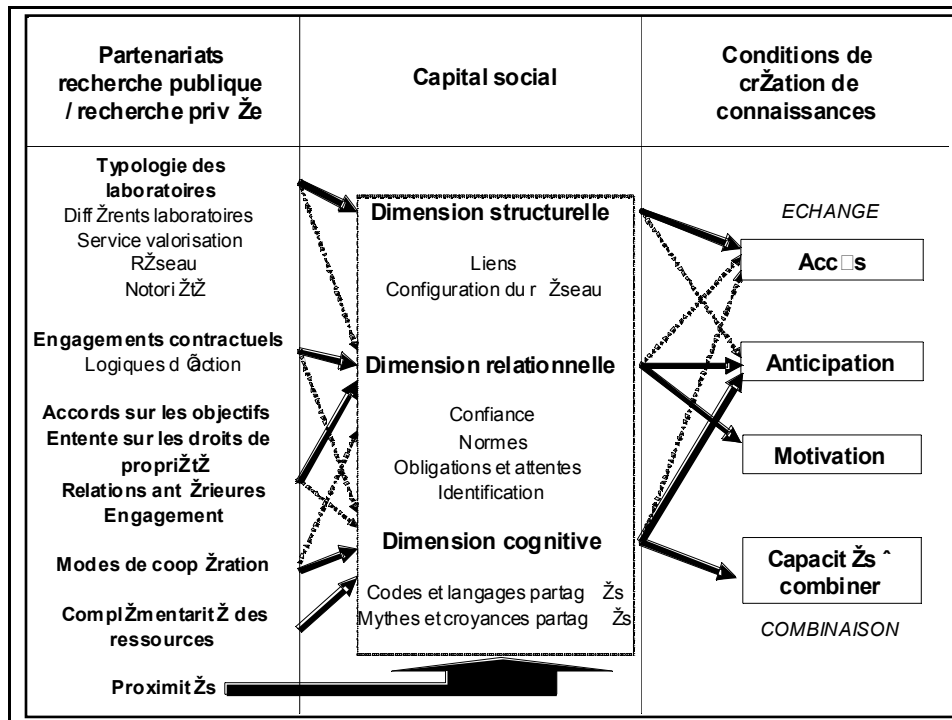 Partenariats
recherche publique
/ recherche priv Že
Capital social
Conditions de
crŽation de
connaissances
Typologie des
laboratoires
Diff Žrents laboratoires
Service valorisation
RŽseau
Notori ŽtŽ
Engagements contractuels
Logiques d Õaction
Accords sur les objectifs
Entente sur les droits de
propriŽtŽ
Relations ant Žrieures
Engagement
Modes de coop Žration
ComplŽmentarit Ž des
ressources
Proximit Žs
Dimension structurelle
Liens
Configuration du r Žseau
Dimension relationnelle
Confiance
Normes
Obligations et attentes
Identification
Dimension cognitive
Codes et langages partag Žs
Mythes et croyances partag Žs
ECHANGE
Acc□s
Anticipation
Motivation
Capacit Žs ˆ
combiner
COMBINAISON